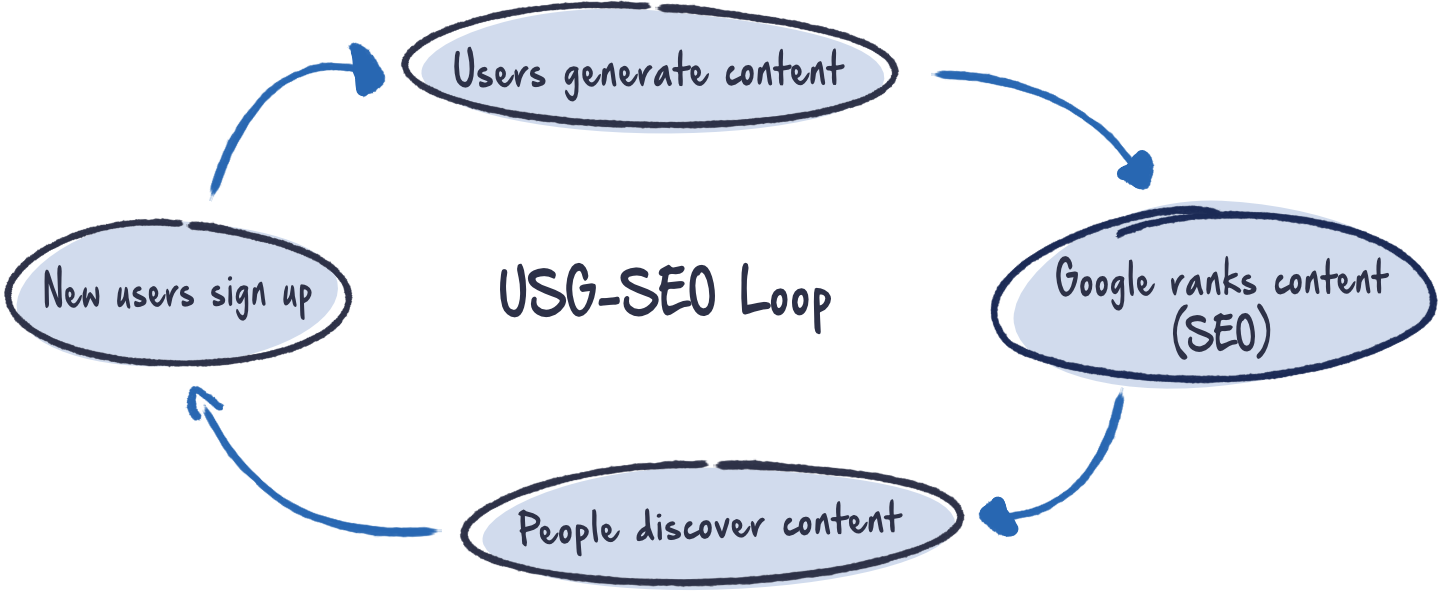 Users generate content
New users sign up
USG-SEO Loop
Google ranks content
(SEO)
People discover content